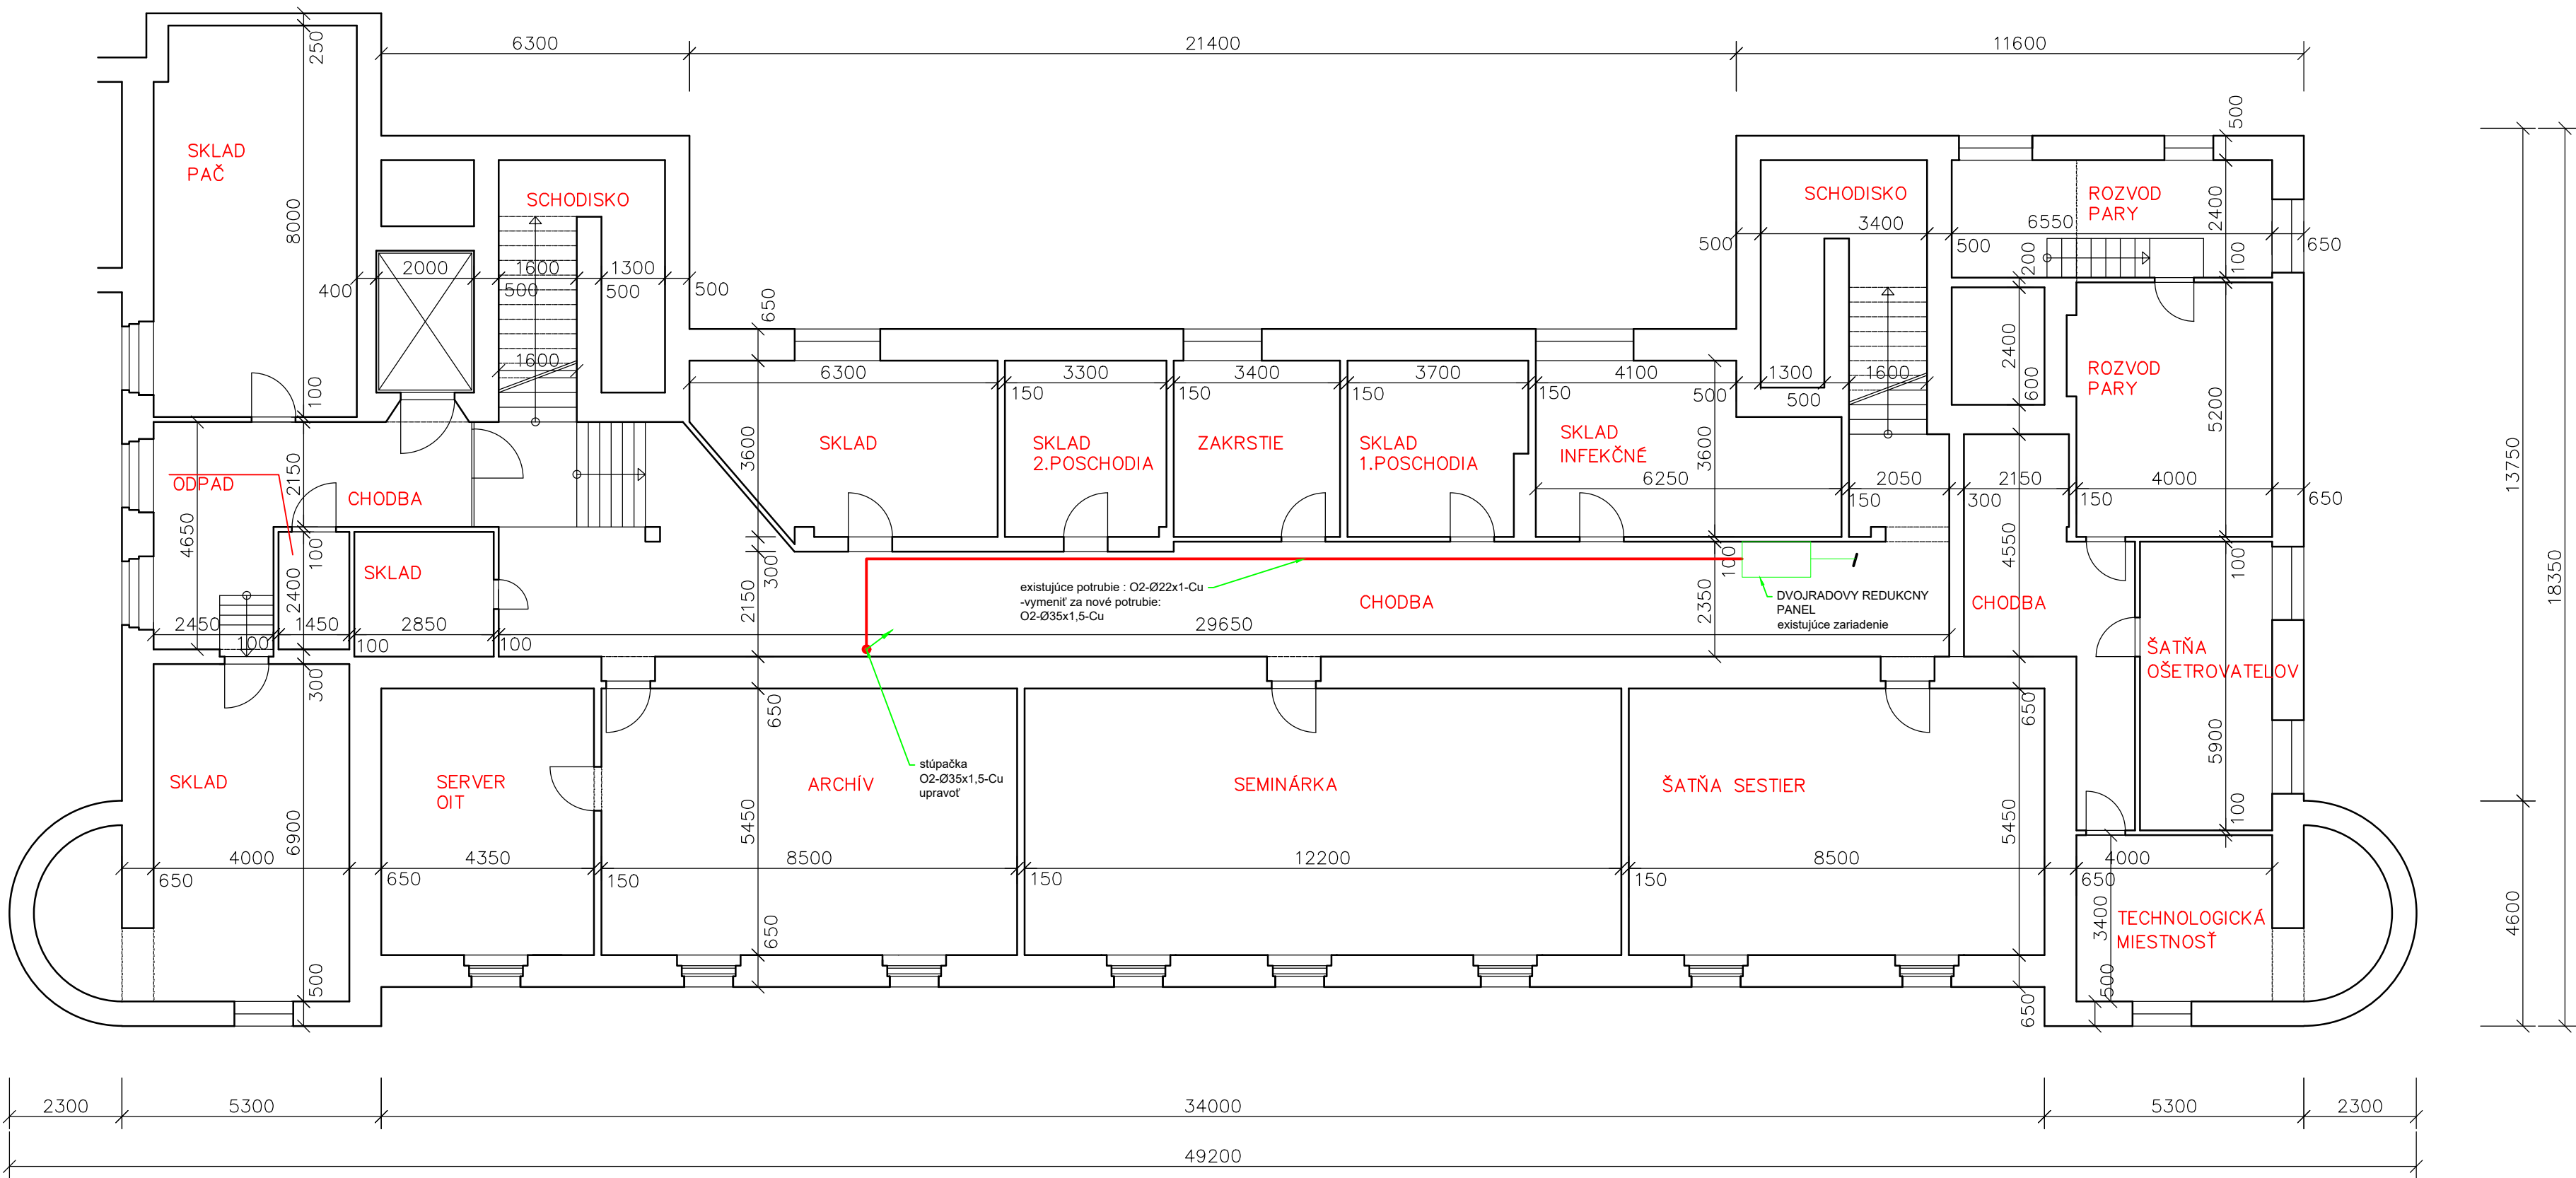 6300
21400
11600
250
500
SKLAD
PAČ
SCHODISKO
SCHODISKO
ROZVOD
PARY
8000
3400
6550
2400
500
500
650
400
2000
1600
500
1300
500
500
200
100
650
13750
18350
100
1600
6300
3300
150
3400
150
3700
150
4100
150
500
1300
500
1600
2400
600
ROZVOD
PARY
5200
3600
SKLAD
SKLAD
2.POSCHODIA
ZAKRSTIE
SKLAD
1.POSCHODIA
SKLAD
INFEKČNÉ
3600
6250
150
2050
300
2150
150
4000
650
ODPAD
2150
CHODBA
4650
100
SKLAD
2400
300
2150
existujúce potrubie : O2-Ø22x1-Cu
-vymeniť za nové potrubie:
O2-Ø35x1,5-Cu
CHODBA
100
2350
DVOJRADOVY REDUKCNY
PANEL
existujúce zariadenie
4550
CHODBA
100
2450
100
1450
100
2850
100
29650
300
650
650
ŠATŇA
OŠETROVATELOV
5900
100
stúpačka
O2-Ø35x1,5-Cu
upravoť
SKLAD
SERVER
OIT
ARCHÍV
SEMINÁRKA
ŠATŇA SESTIER
6900
5450
5450
650
4000
650
4350
150
8500
150
12200
150
8500
650
4000
3400
TECHNOLOGICKÁ
MIESTNOSŤ
4600
500
650
500
650
2300
5300
34000
5300
2300
49200